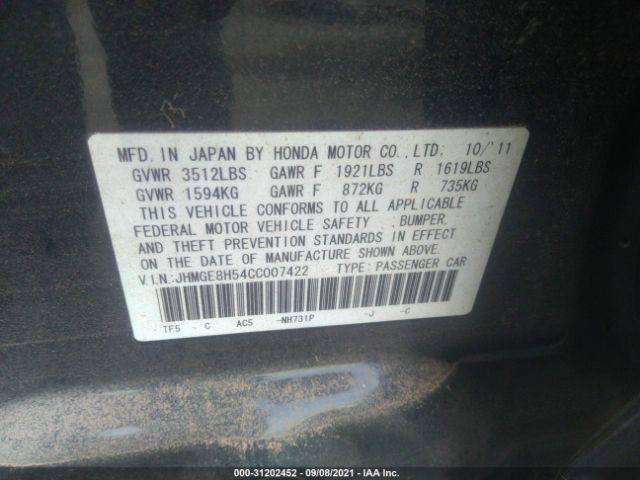 MFD. IN JAPAN BY HONDA MOTOR CO., LTD. 10/'11
GVWR 3512LBS GAWR F 1921LBS R 1619LBS
GVWR 1594KG GAWR F 872KG R 735KG
THIS VEHICLE CONFORMS TO ALL APPLICABLE
FEDERAL MOTOR VEHICLE SAFETY , BUMPER,
AND THEFT PREVENTION STANDARDS IN EFFECT
ON THE DATE OF MANUFACTURE SHOWN ABOVE.
V.I.N.:JHMGE8H54CC007422 TYPE: PASSENGER CAR
TF5 - C AC5 -NH731P -J -C
000-31202452 - 09/08/2021 - IAA Inc.